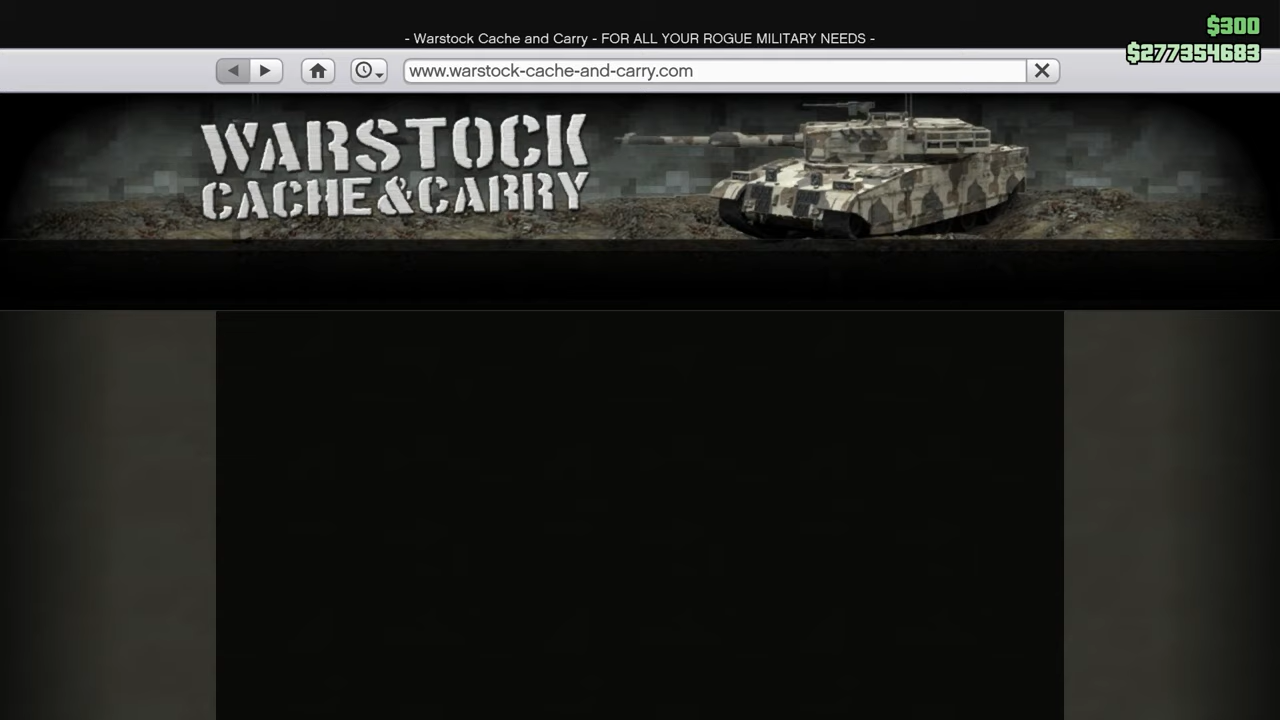 $300
- Warstock Cache and Carry - FOR ALL YOUR ROGUE MILITARY NEEDS -
$277354683
www.warstock-cache-and-carry.com
WARSTOCK
CACHE&CARRY